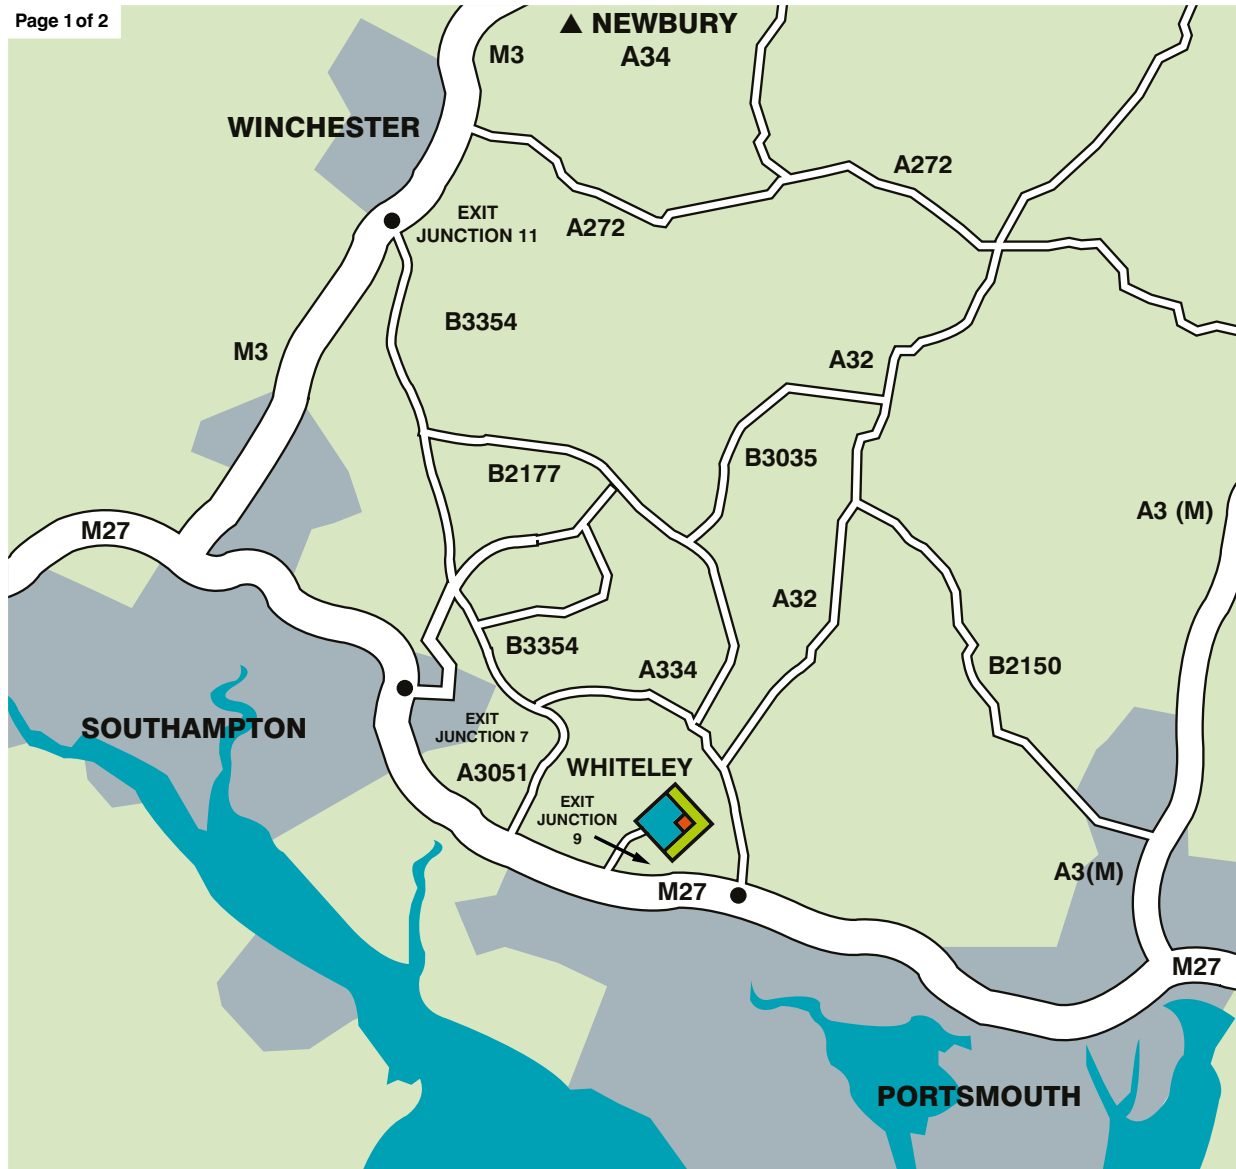 Page 1 of 2
▲ NEWBURY
A34
M3
WINCHESTER
A272
EXIT
JUNCTION 11
A272
B3354
M3
A32
B3035
B2177
A3 (M)
M27
A32
B3354
A334
B2150
SOUTHAMPTON
EXIT
JUNCTION 7
A3051
WHITELEY
EXIT
JUNCTION
9
A3(M)
M27
M27
PORTSMOUTH